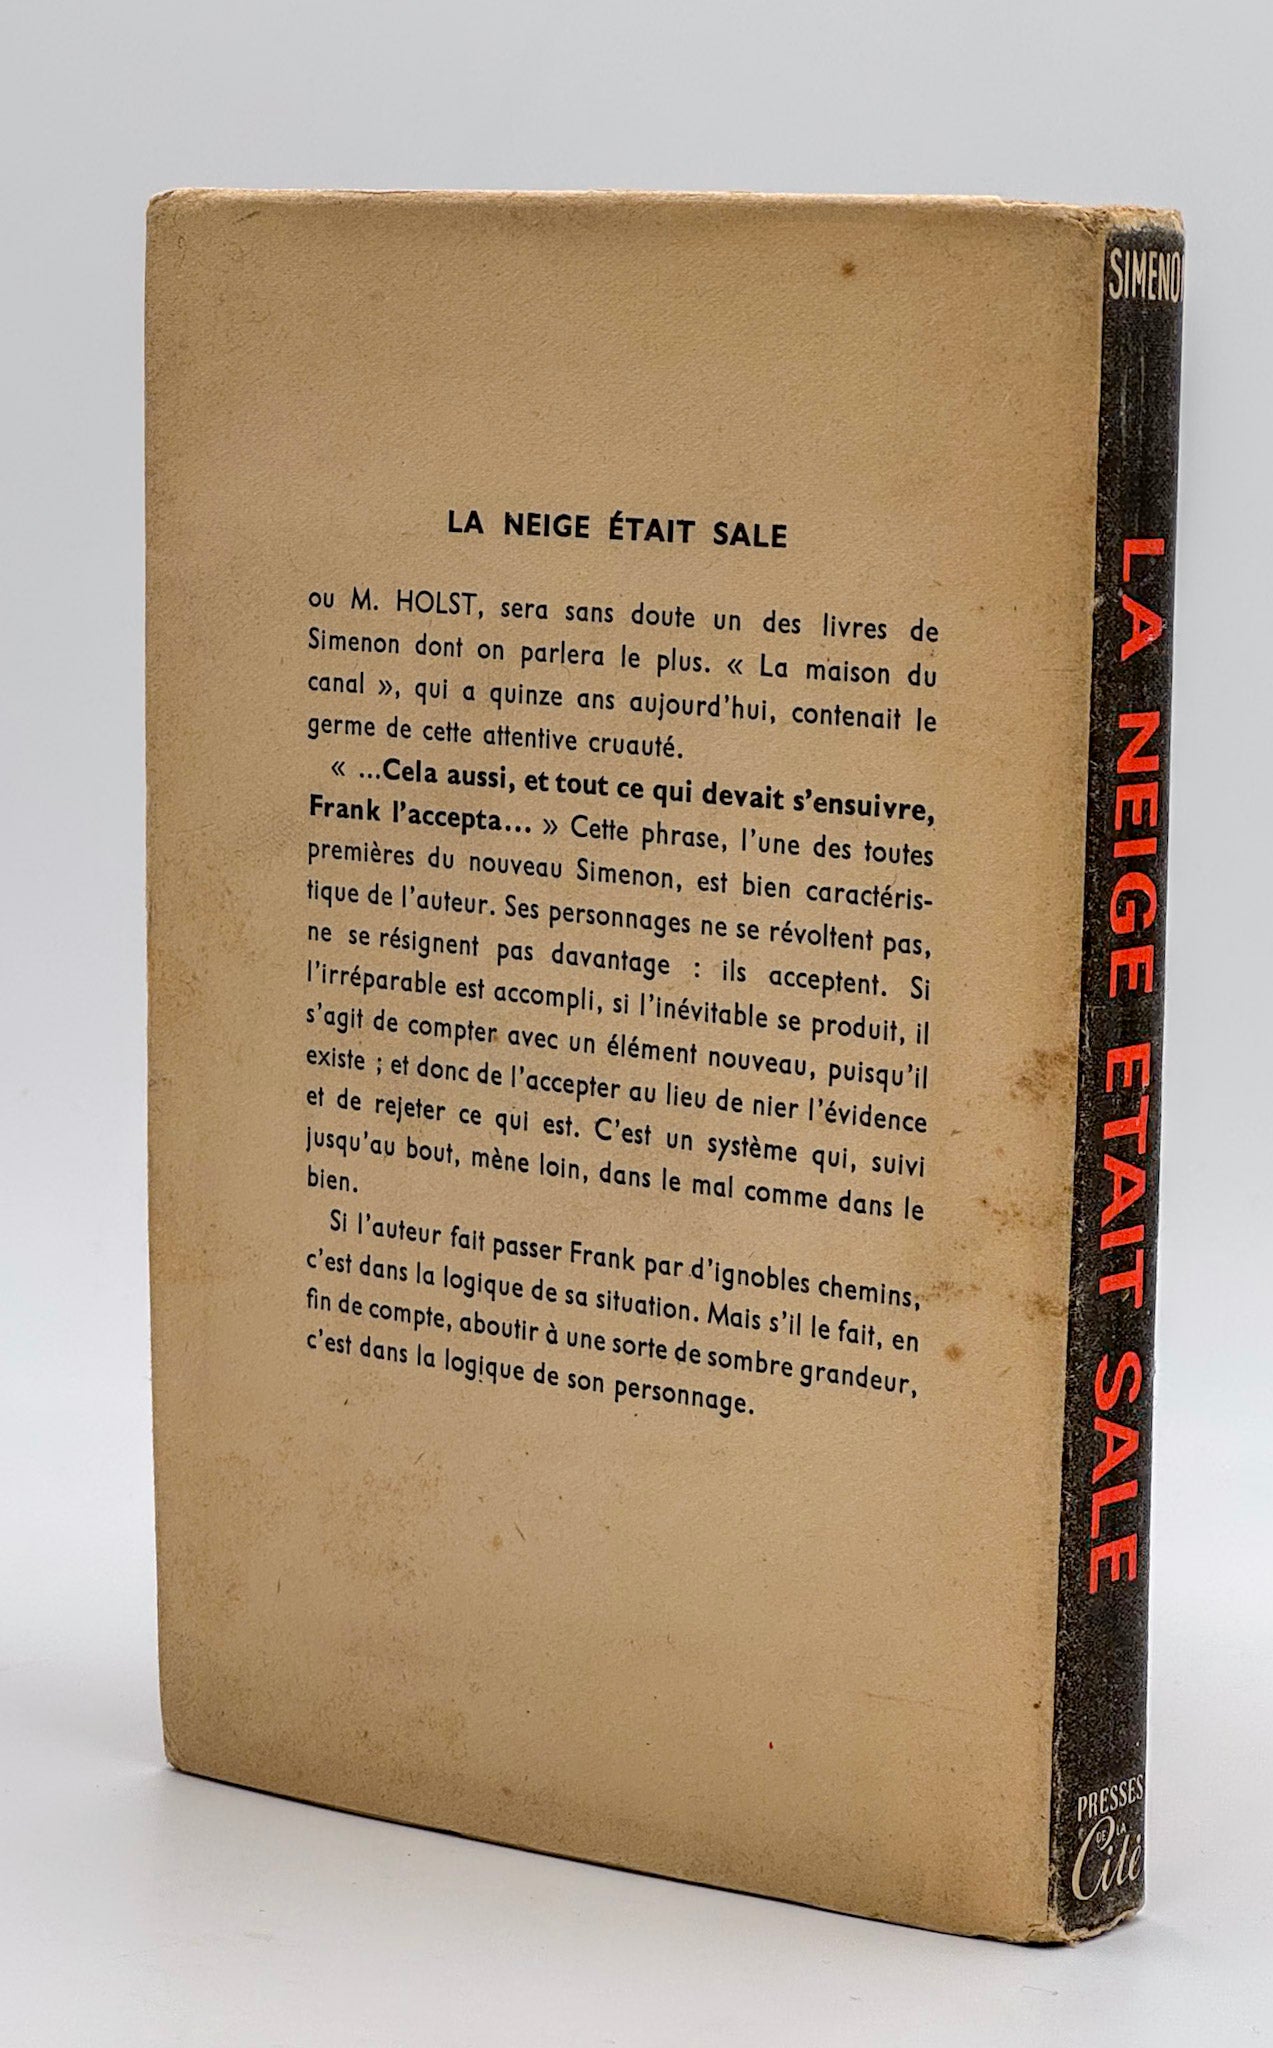 LA NEIGE ÉTAIT SALE
ou M. HOLST, sera sans doute un des livres de
Simenon dont on parlera le plus. « La maison du
canal », qui a quinze ans aujourd'hui, contenait le
germe de cette attentive cruauté.
« ...Cela aussi, et tout ce qui devait s'ensuivre,
Frank l'accepta... » Cette phrase, l'une des toutes
premières du nouveau Simenon, est bien caractéris-
tique de l'auteur. Ses personnages ne se révoltent pas,
ne se résignent pas davantage : ils acceptent. Si
l'irréparable est accompli, si l'inévitable se produit, il
s'agit de compter avec un élément nouveau, puisqu'il
existe ; et donc de l'accepter au lieu de nier l'évidence
et de rejeter ce qui est. C'est un système qui, suivi
jusqu'au bout, mène loin, dans le mal comme dans le
bien.
Si l'auteur fait passer Frank par d'ignobles chemins,
c'est dans la logique de sa situation. Mais s'il le fait, en
fin de compte, aboutir à une sorte de sombre grandeur,
c'est dans la logique de son personnage.
SIMENON
LA NEIGE ETAIT SALE
PRESSES
DE LA
Cité